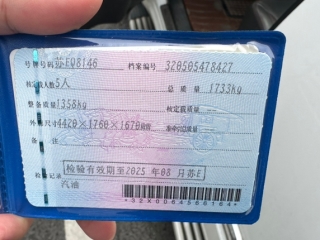 号牌号码 苏EQ8146 档案编号 320505478427
核定载人数 5人 总质量 1733kg
整备质量 1358kg 核定载质量 --
外廓尺寸 4420×1760×1670mm 准牵引总质量 --
备注
检验记录 检验有效期至2025年08月苏E
汽油